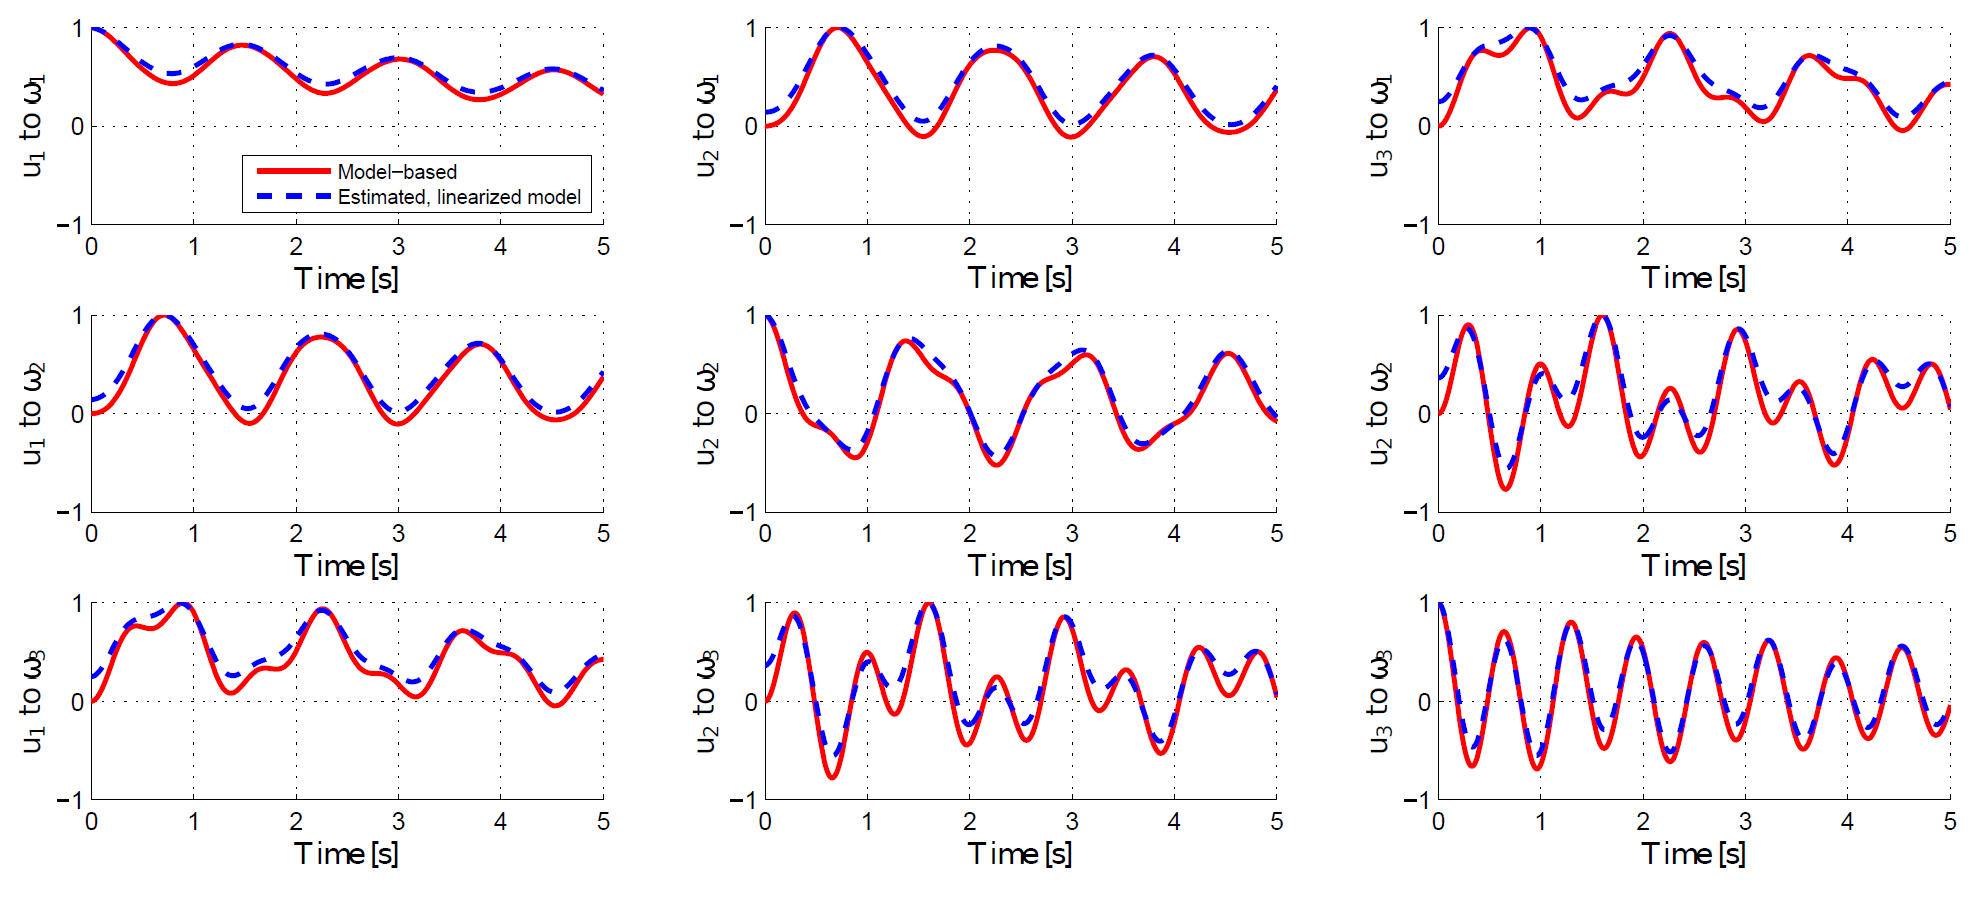 1
0
−1
u1 to ω1
Model−based
Estimated, linearized model
0 1 2 3 4 5
Time [s]
1
0
−1
u2 to ω1
0 1 2 3 4 5
Time [s]
1
0
−1
u3 to ω1
0 1 2 3 4 5
Time [s]
1
0
−1
u1 to ω2
0 1 2 3 4 5
Time [s]
1
0
−1
u2 to ω2
0 1 2 3 4 5
Time [s]
1
0
−1
u2 to ω2
0 1 2 3 4 5
Time [s]
1
0
−1
u1 to ω3
0 1 2 3 4 5
Time [s]
1
0
−1
u2 to ω3
0 1 2 3 4 5
Time [s]
1
0
−1
u3 to ω3
0 1 2 3 4 5
Time [s]